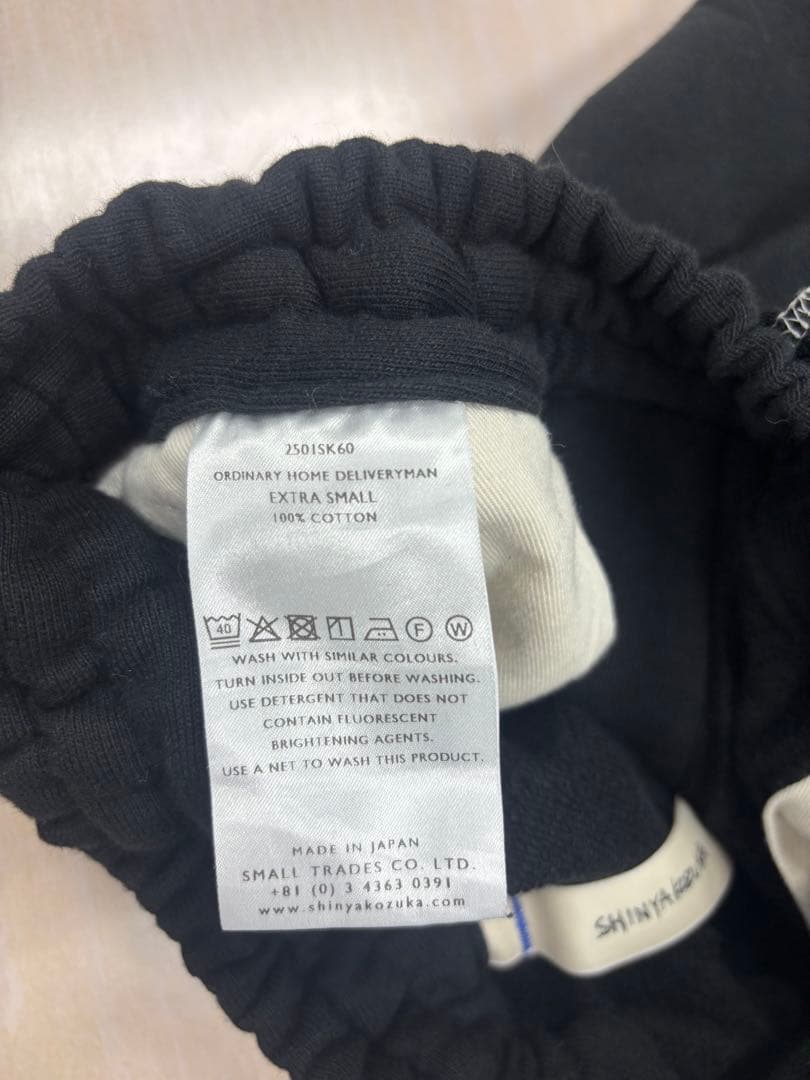 2501SK60
ORDINARY HOME DELIVERYMAN
EXTRA SMALL
100% COTTON
40 F W
WASH WITH SIMILAR COLOURS.
TURN INSIDE OUT BEFORE WASHING.
USE DETERGENT THAT DOES NOT
CONTAIN FLUORESCENT
BRIGHTENING AGENTS.
USE A NET TO WASH THIS PRODUCT.
MADE IN JAPAN
SMALL TRADES CO. LTD.
+81 (0) 3 4363 0391
www.shinyakozuka.com
SHINYAKOZUKA